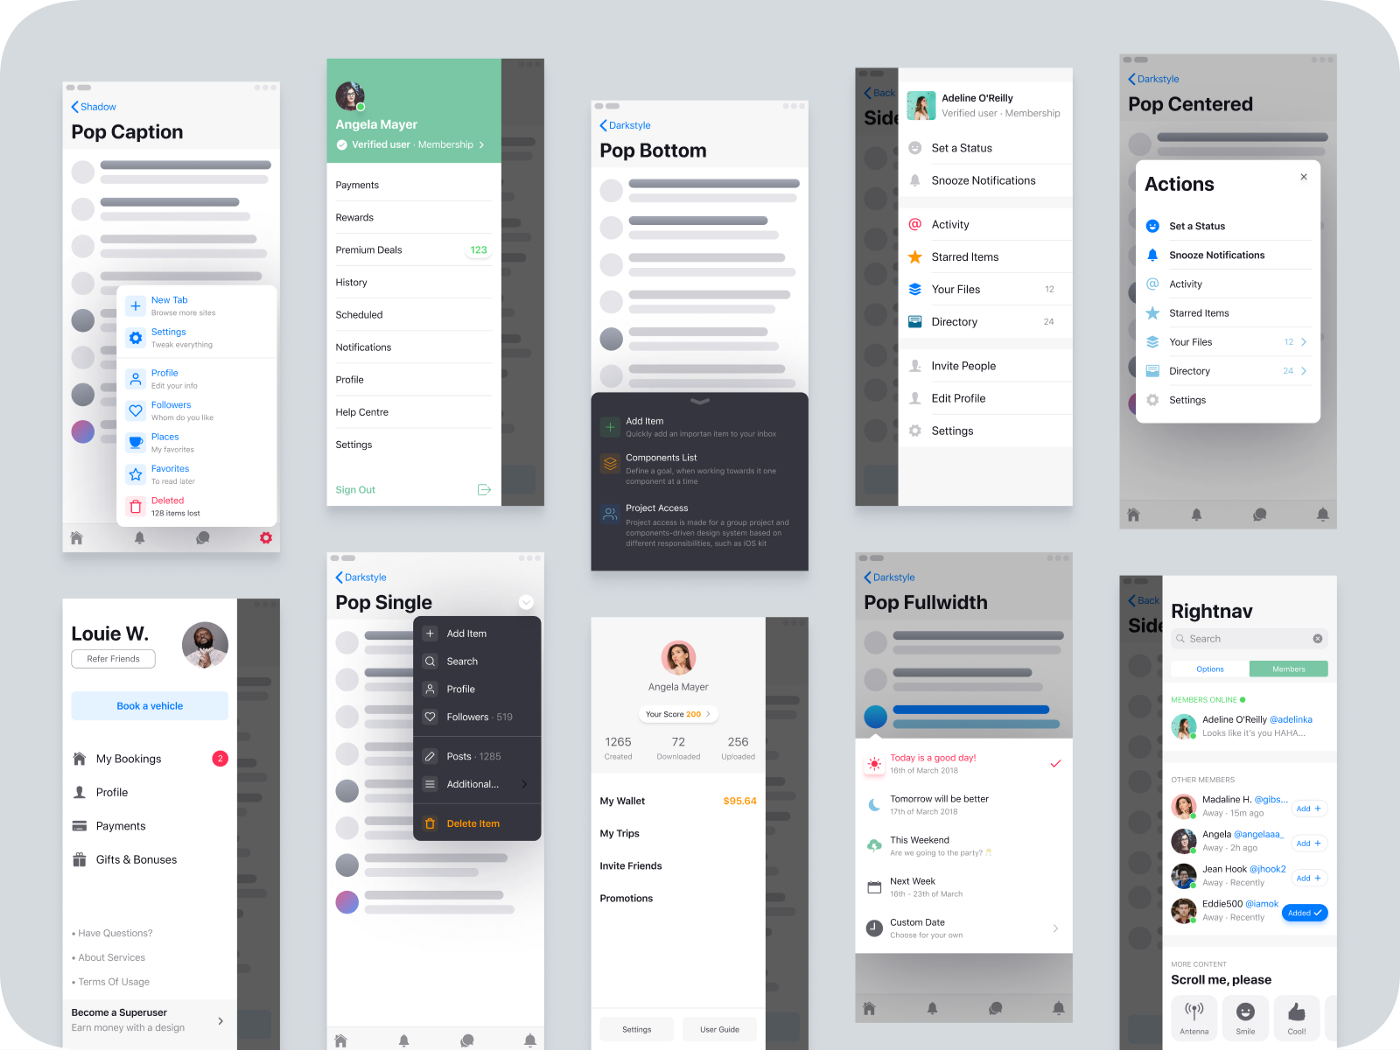 Shadow
Pop Caption
New Tab
Browse more sites
Settings
Tweak everything
Profile
Edit your info
Followers
Whom do you like
Places
My favorites
Favorites
To read later
Deleted
128 items lost
Angela Mayer
Verified user · Membership
Payments
Rewards
Premium Deals
123
History
Scheduled
Notifications
Profile
Help Centre
Settings
Sign Out
Darkstyle
Pop Bottom
Add Item
Quickly add an importan item to your inbox
Components List
Define a goal, when working towards it one
component at a time
Project Access
Project access is made for a group project and
components-driven design system based on
different responsibilities, such as iOS kit
Back
Side
Adeline O'Reilly
Verified user · Membership
Set a Status
Snooze Notifications
Activity
Starred Items
Your Files 12
Directory 24
Invite People
Edit Profile
Settings
Darkstyle
Pop Centered
Actions
Set a Status
Snooze Notifications
Activity
Starred Items
Your Files 12
Directory 24
Settings
Louie W.
Refer Friends
Book a vehicle
My Bookings 2
Profile
Payments
Gifts & Bonuses
• Have Questions?
• About Services
• Terms Of Usage
Become a Superuser
Earn money with a design
Darkstyle
Pop Single
Add Item
Search
Profile
Followers · 519
Posts · 1285
Additional...
Delete Item
Angela Mayer
Your Score 200
1265 72 256
Created Downloaded Uploaded
My Wallet $95.64
My Trips
Invite Friends
Promotions
Settings User Guide
Darkstyle
Pop Fullwidth
Today is a good day!
16th of March 2018
Tomorrow will be better
17th of March 2018
This Weekend
Are we going to the party?
Next Week
16th - 23th of March
Custom Date
Choose for your own
Back
Side
Rightnav
Search
Options Members
MEMBERS ONLINE
Adeline O'Reilly @adelinka
Looks like it's you HAHA...
OTHER MEMBERS
Madaline H. @gibs...
Away · 15m ago
Add +
Angela @angelaaa_
Away · 2h ago
Add +
Jean Hook @jhook2
Away · Recently
Add +
Eddie500 @iamok
Away · Recently
Added
MORE CONTENT
Scroll me, please
Antenna Smile Cool!